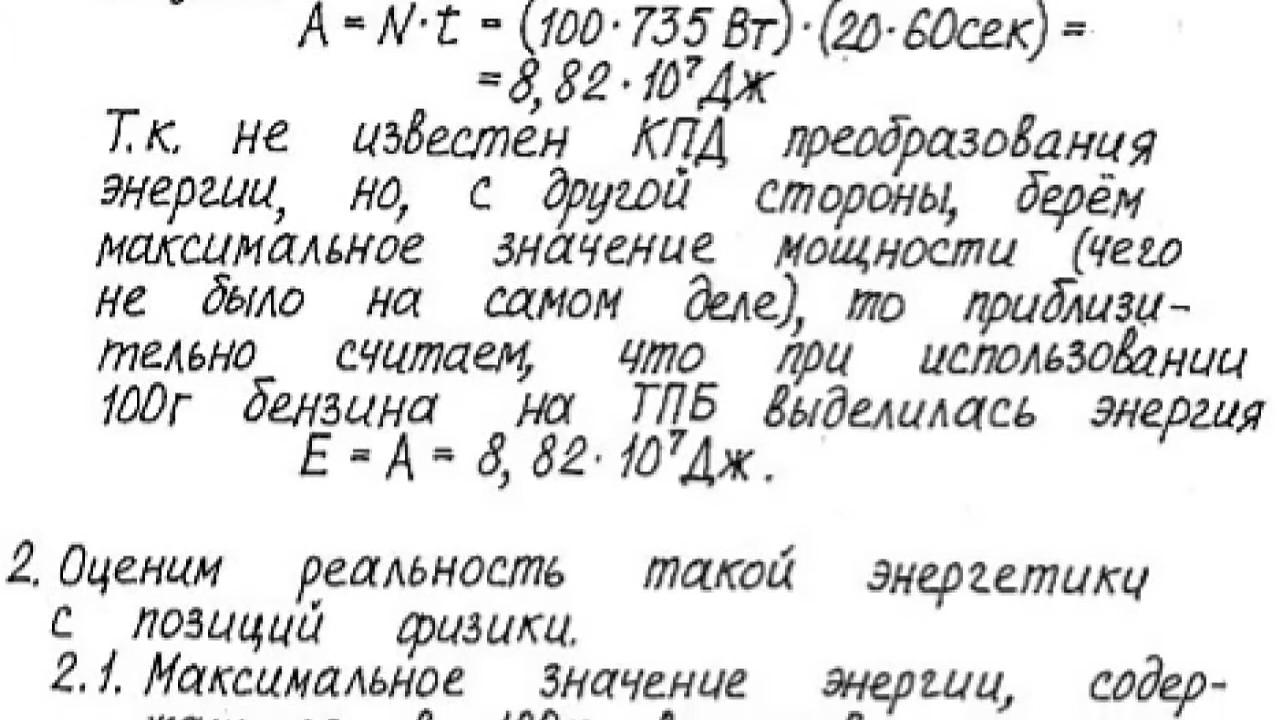 А = N·t = (100·735 Вт)·(20·60сек) =
= 8,82·10⁷ Дж
Т.к. не известен КПД преобразования
энергии, но, с другой стороны, берём
максимальное значение мощности (чего
не было на самом деле), то приблизи-
тельно считаем, что при использовании
100г бензина на ТПБ выделилась энергия
Е = А = 8,82·10⁷ Дж.
2. Оценим реальность такой энергетики
с позиций физики.
2.1. Максимальное значение энергии, содер-